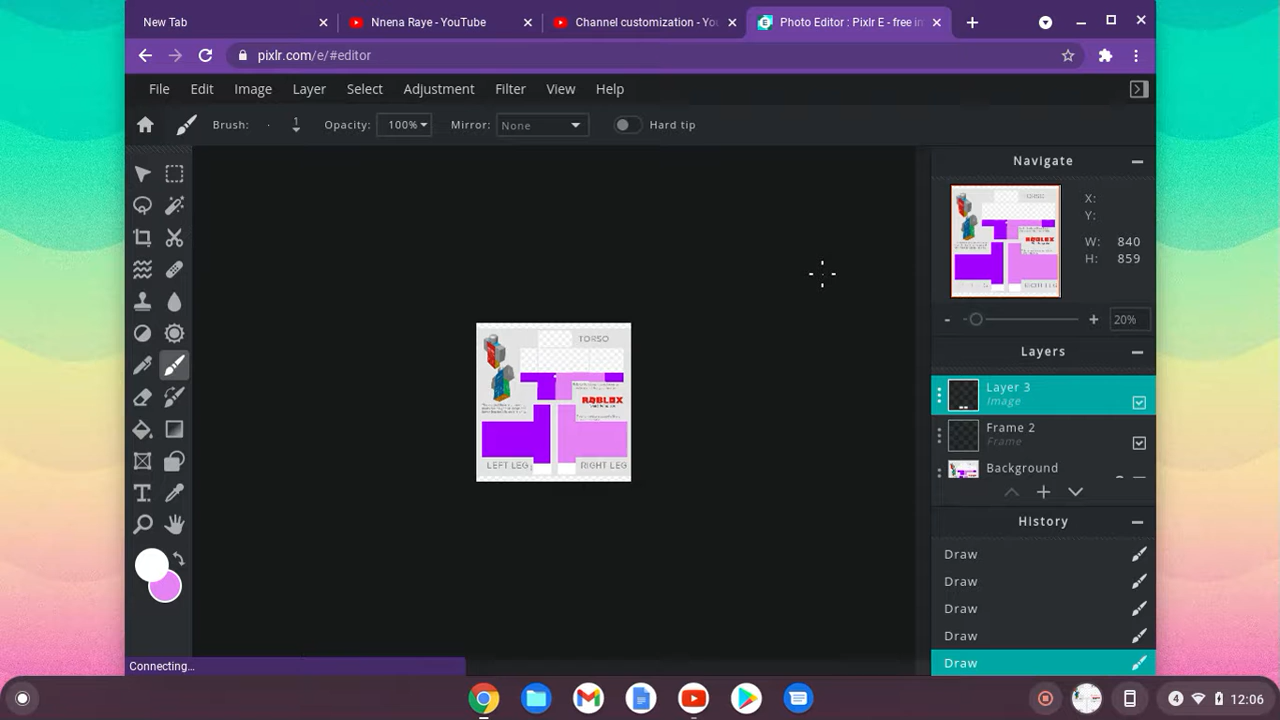 New Tab
Nnena Raye - YouTube
Channel customization - You
Photo Editor : Pixlr E - free in
pixlr.com/e/#editor
File Edit Image Layer Select Adjustment Filter View Help
Brush: 1 Opacity: 100% Mirror: None Hard tip
Navigate
TORSO
ROBLOX
X:
Y:
W: 840
H: 859
- + 20%
TORSO
ROBLOX
LEFT LEG
RIGHT LEG
Layers
Layer 3
Image
Frame 2
Frame
Background
History
Draw
Draw
Draw
Draw
Draw
Connecting...
4 12:06